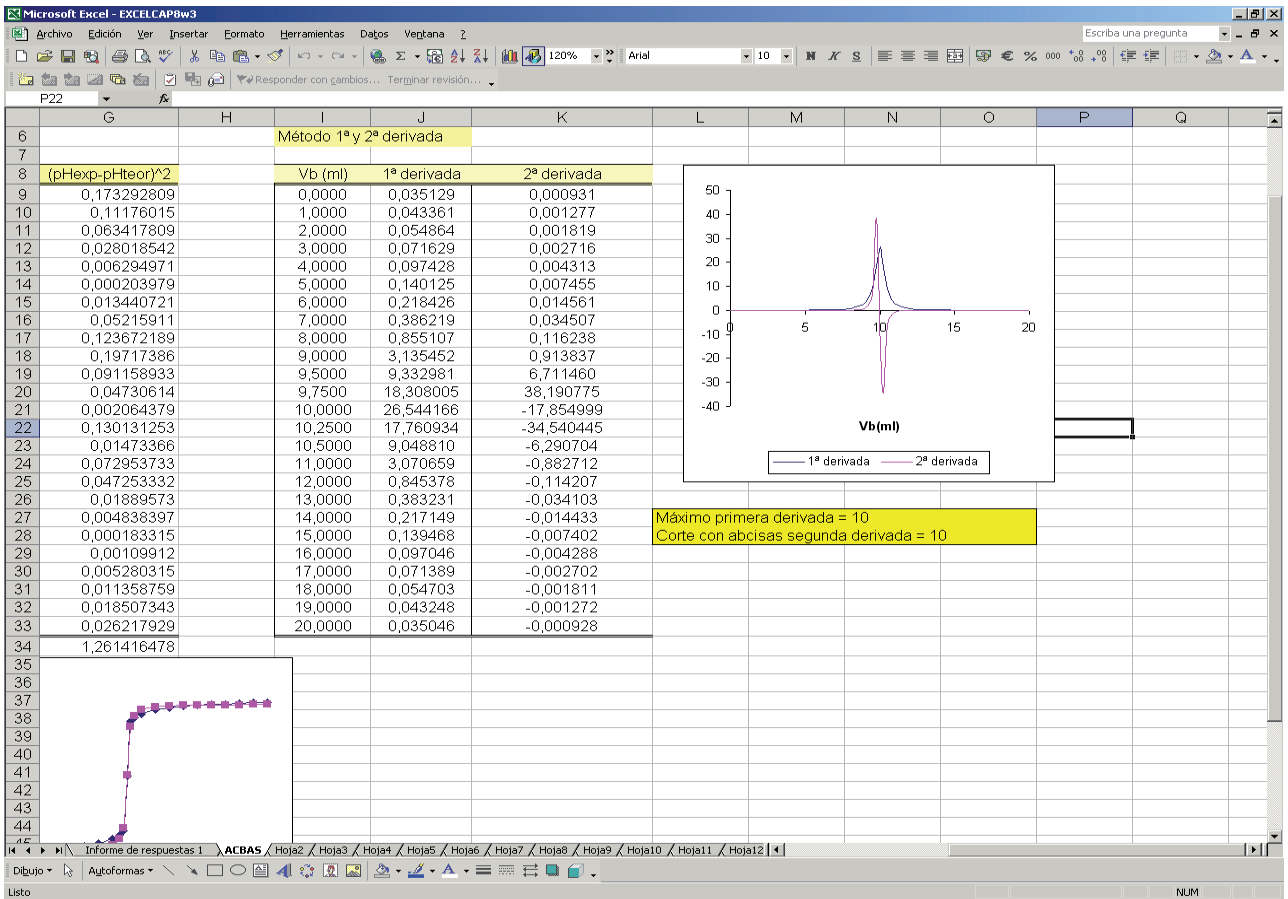 Microsoft Excel - EXCELCAP8w3
Archivo Edición Ver Insertar Formato Herramientas Datos Ventana ? Escriba una pregunta
120% Arial 10 N K S € % 000
Responder con cambios... Terminar revisión...
P22 fx
G H I J K L M N O P Q
6 Método 1ª y 2ª derivada
7
8 (pHexp-pHteor)^2 Vb (ml) 1ª derivada 2ª derivada
9 0,173292809 0,0000 0,035129 0,000931
10 0,11176015 1,0000 0,043361 0,001277
11 0,063417809 2,0000 0,054864 0,001819
12 0,028018542 3,0000 0,071629 0,002716
13 0,006294971 4,0000 0,097428 0,004313
14 0,000203979 5,0000 0,140125 0,007455
15 0,013440721 6,0000 0,218426 0,014561
16 0,05215911 7,0000 0,386219 0,034507
17 0,123672189 8,0000 0,855107 0,116238
18 0,19717386 9,0000 3,135452 0,913837
19 0,091158933 9,5000 9,332981 6,711460
20 0,04730614 9,7500 18,308005 38,190775
21 0,002064379 10,0000 26,544166 -17,854999
22 0,130131253 10,2500 17,760934 -34,540445
23 0,01473366 10,5000 9,048810 -6,290704
24 0,072953733 11,0000 3,070659 -0,882712
25 0,047253332 12,0000 0,845378 -0,114207
26 0,01889573 13,0000 0,383231 -0,034103
27 0,004838397 14,0000 0,217149 -0,014433
28 0,000183315 15,0000 0,139468 -0,007402
29 0,00109912 16,0000 0,097046 -0,004288
30 0,005280315 17,0000 0,071389 -0,002702
31 0,011358759 18,0000 0,054703 -0,001811
32 0,018507343 19,0000 0,043248 -0,001272
33 0,026217929 20,0000 0,035046 -0,000928
34 1,261416478
35
36
37
38
39
40
41
42
43
44
45
50
40
30
20
10
0
-10
-20
-30
-40
0 5 10 15 20
Vb(ml)
1ª derivada 2ª derivada
Máximo primera derivada = 10
Corte con abcisas segunda derivada = 10
Informe de respuestas 1 ACBAS Hoja2 Hoja3 Hoja4 Hoja5 Hoja6 Hoja7 Hoja8 Hoja9 Hoja10 Hoja11 Hoja12
Dibujo Autoformas
Listo NUM